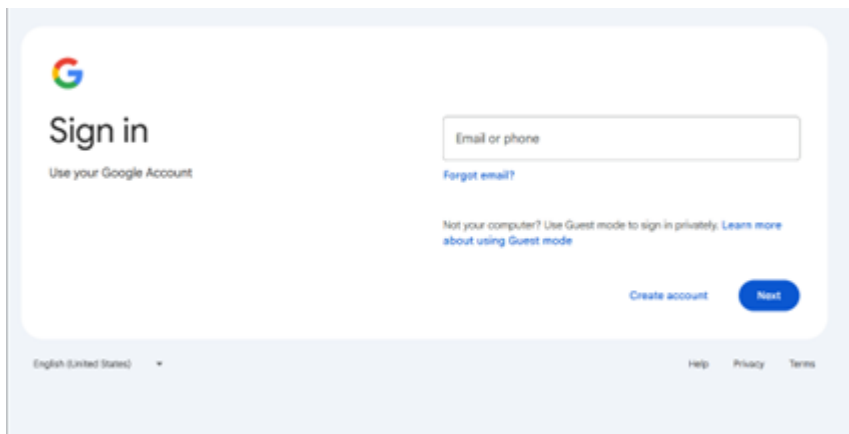 Sign in
Use your Google Account
Email or phone
Forgot email?
Not your computer? Use Guest mode to sign in privately. Learn more
about using Guest mode
Create account
Next
English (United States)
Help
Privacy
Terms